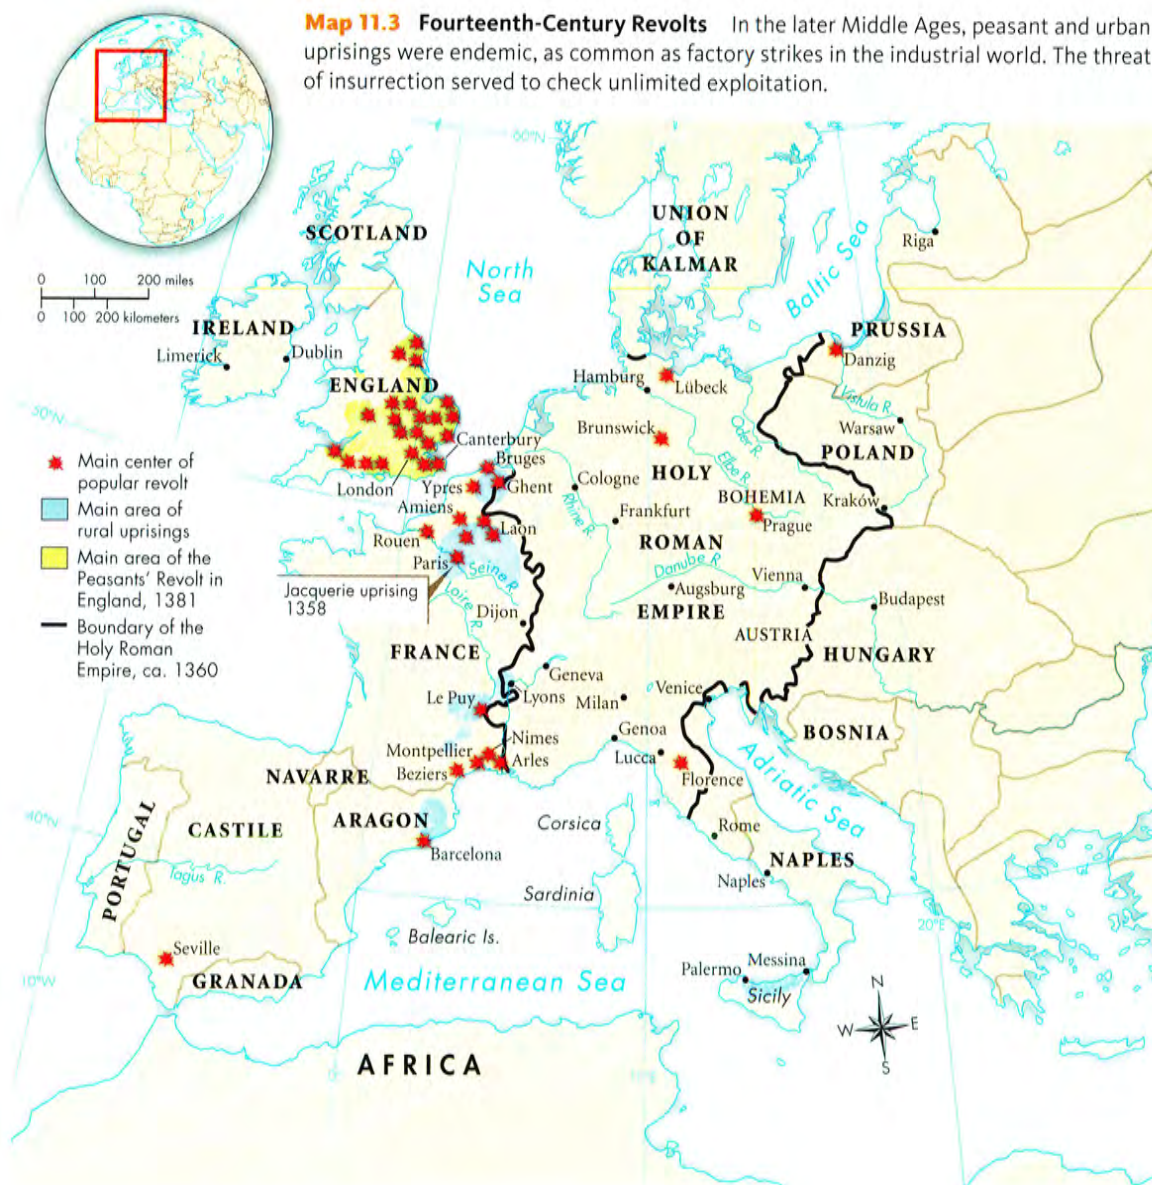 Map 11.3 Fourteenth-Century Revolts In the later Middle Ages, peasant and urban
uprisings were endemic, as common as factory strikes in the industrial world. The threat
of insurrection served to check unlimited exploitation.
60°N
UNION
OF
KALMAR
SCOTLAND
North
Sea
Baltic Sea
Riga
0 100 200 miles
0 100 200 kilometers
IRELAND
Limerick
Dublin
PRUSSIA
Danzig
ENGLAND
Hamburg
Lübeck
50°N
Vistula R.
Warsaw
POLAND
Brunswick
Oder R.
Elbe R.
Canterbury
Bruges
London
Ypres
Ghent
Cologne
HOLY
BOHEMIA
Kraków
Prague
Main center of
popular revolt
Main area of
rural uprisings
Main area of the
Peasants' Revolt in
England, 1381
Boundary of the
Holy Roman
Empire, ca. 1360
Amiens
Laon
Rhine R.
Frankfurt
Rouen
Paris
Seine R.
ROMAN
Danube R.
Vienna
Jacquerie uprising
1358
Loire R.
Augsburg
Budapest
Dijon
EMPIRE
AUSTRIA
HUNGARY
FRANCE
Geneva
Le Puy
Lyons
Milan
Venice
Genoa
BOSNIA
Nimes
Montpellier
Arles
Beziers
Lucca
Florence
Adriatic Sea
NAVARRE
40°N
PORTUGAL
CASTILE
ARAGON
Barcelona
Corsica
Rome
NAPLES
Tagus R.
Naples
Sardinia
20°E
Balearic Is.
Seville
10°W
GRANADA
Mediterranean Sea
Palermo
Messina
Sicily
N
W E
S
AFRICA
0°
10°E